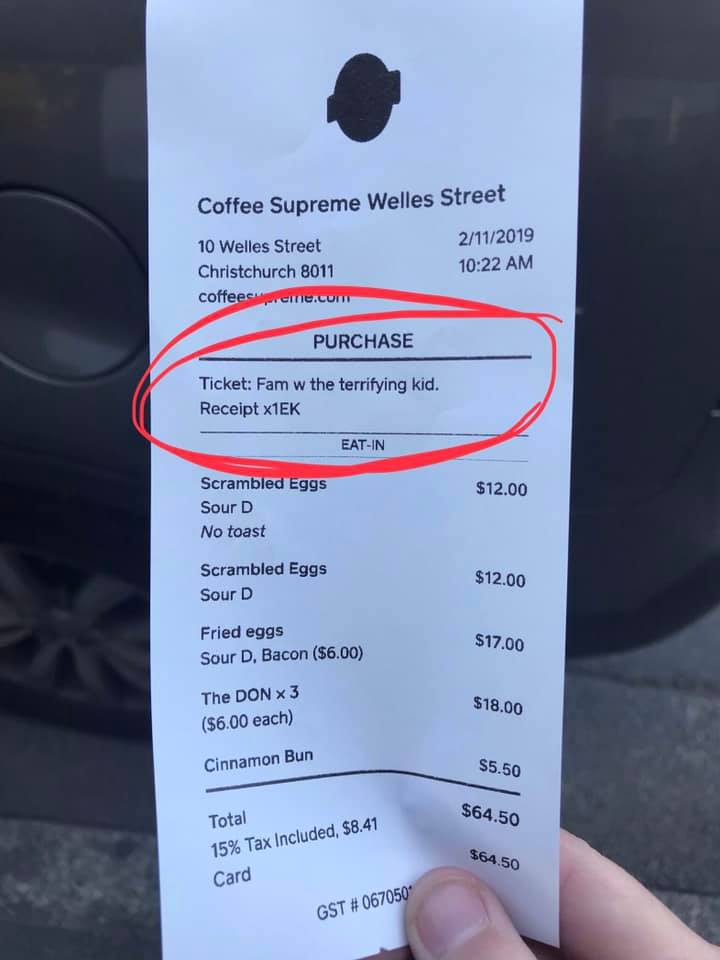 Coffee Supreme Welles Street
10 Welles Street
2/11/2019
Christchurch 8011
10:22 AM
coffeesupreme.com
PURCHASE
Ticket: Fam w the terrifying kid.
Receipt x1EK
EAT-IN
Scrambled Eggs $12.00
Sour D
No toast
Scrambled Eggs $12.00
Sour D
Fried eggs $17.00
Sour D, Bacon ($6.00)
The DON x 3 $18.00
($6.00 each)
Cinnamon Bun $5.50
Total $64.50
15% Tax Included, $8.41
Card $64.50
GST #